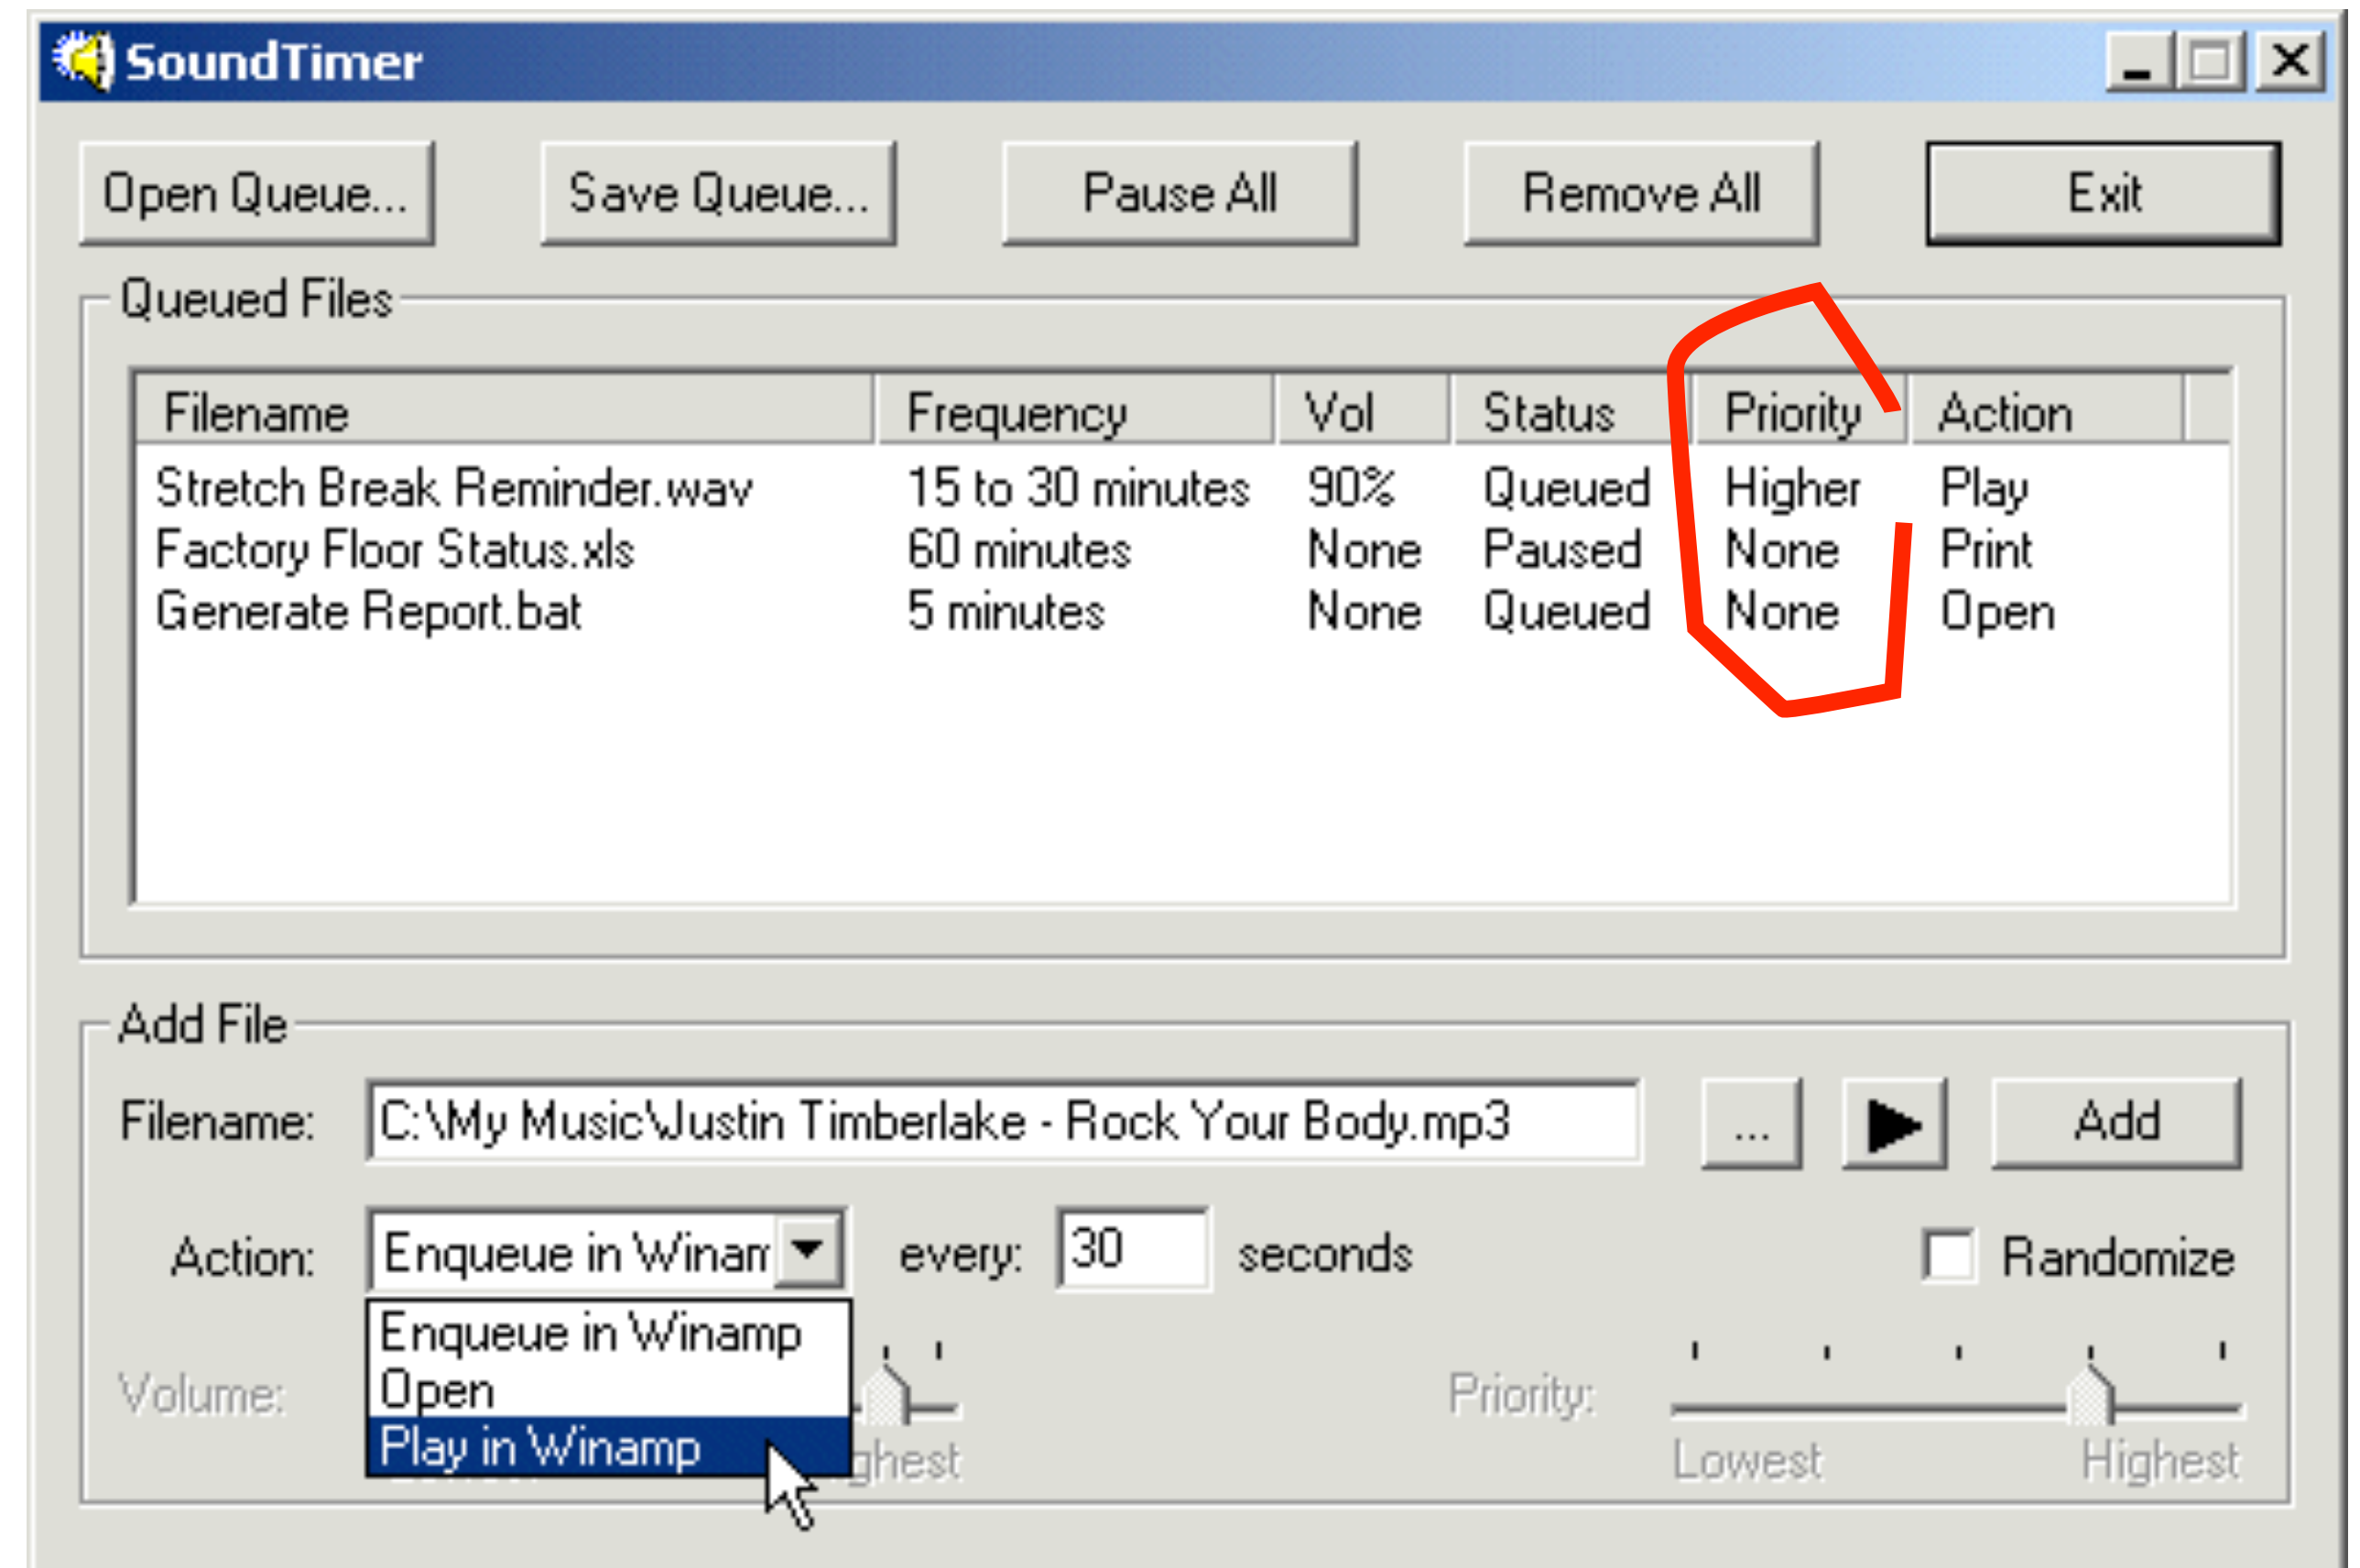 SoundTimer
Open Queue... Save Queue... Pause All Remove All Exit
Queued Files
Filename Frequency Vol Status Priority Action
Stretch Break Reminder.wav 15 to 30 minutes 90% Queued Higher Play
Factory Floor Status.xls 60 minutes None Paused None Print
Generate Report.bat 5 minutes None Queued None Open
Add File
Filename: C:\My Music\Justin Timberlake - Rock Your Body.mp3 ... Add
Action: Enqueue in Winam every: 30 seconds Randomize
Enqueue in Winamp
Open
Volume: Priority:
Play in Winamp ghest Lowest Highest